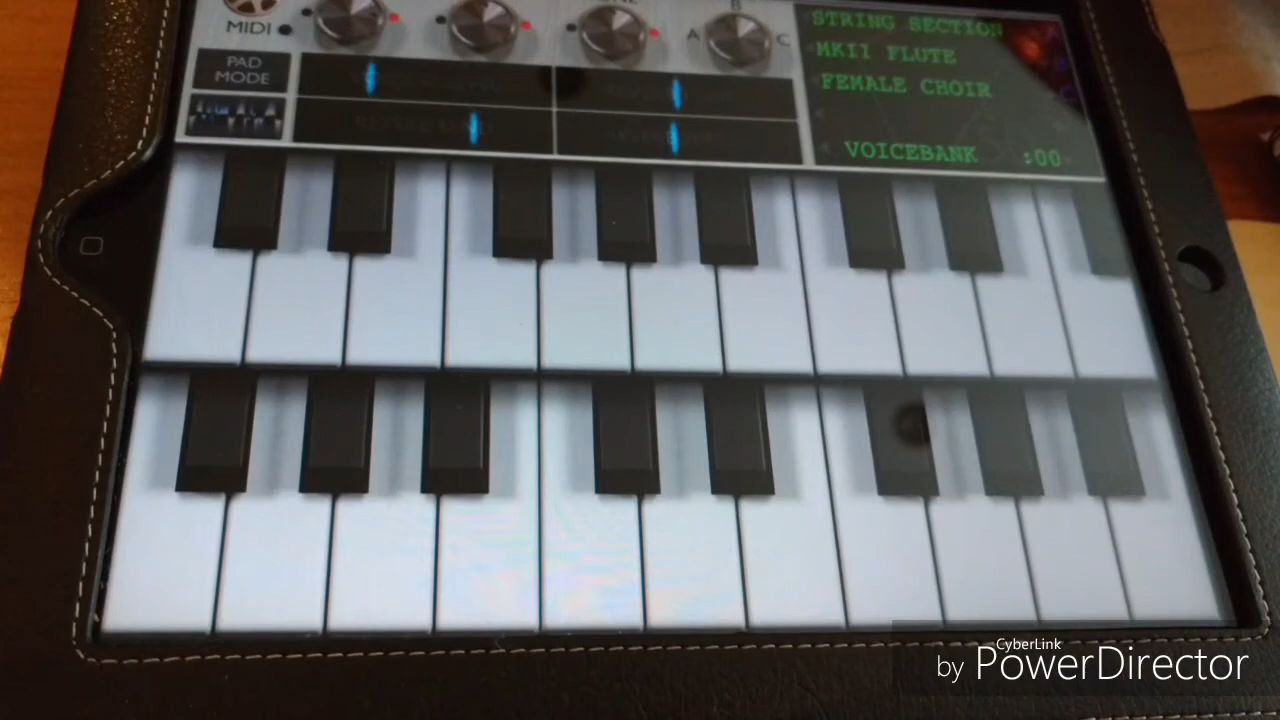 MIDI
B
A
C
PAD
MODE
STRING SECTION
MKII FLUTE
FEMALE CHOIR
VOICEBANK :00
CyberLink
by PowerDirector